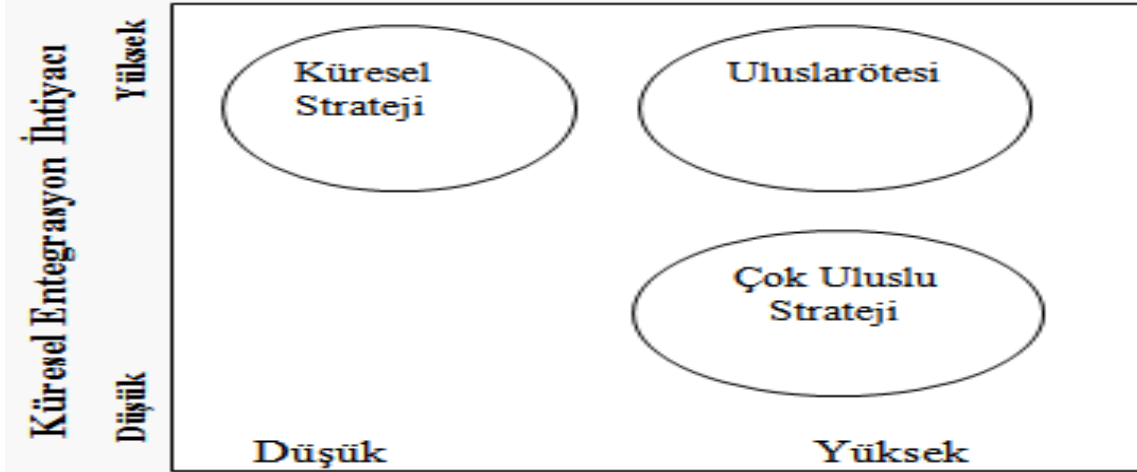 Küresel Entegrasyon İhtiyacı
Yüksek
Düşük
Küresel
Strateji
Uluslarötesi
Çok Uluslu
Strateji
Düşük
Yüksek